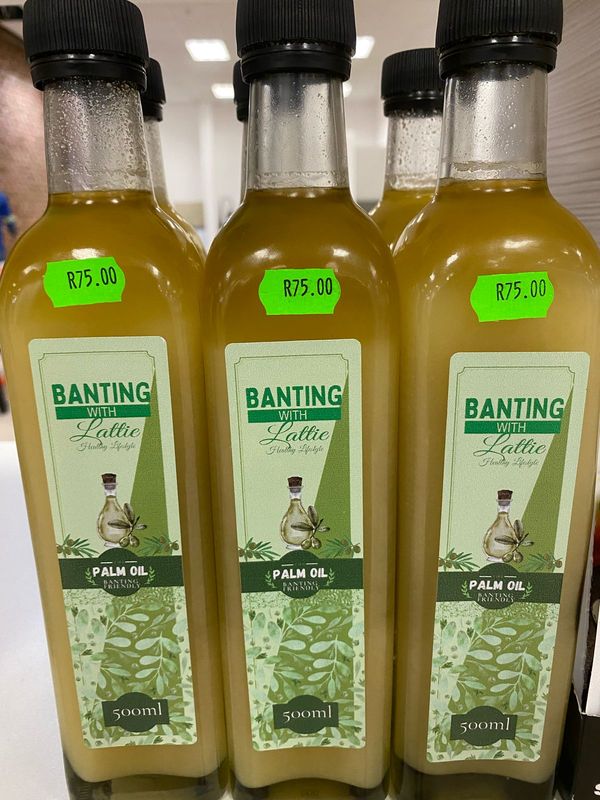 R75.00
BANTING
WITH
Lattie
Healthy Lifestyle
PALM OIL
BANTING
FRIENDLY
500ml
R75.00
BANTING
WITH
Lattie
Healthy Lifestyle
PALM OIL
BANTING
FRIENDLY
500ml
R75.00
BANTING
WITH
Lattie
Healthy Lifestyle
PALM OIL
BANTING
FRIENDLY
500ml